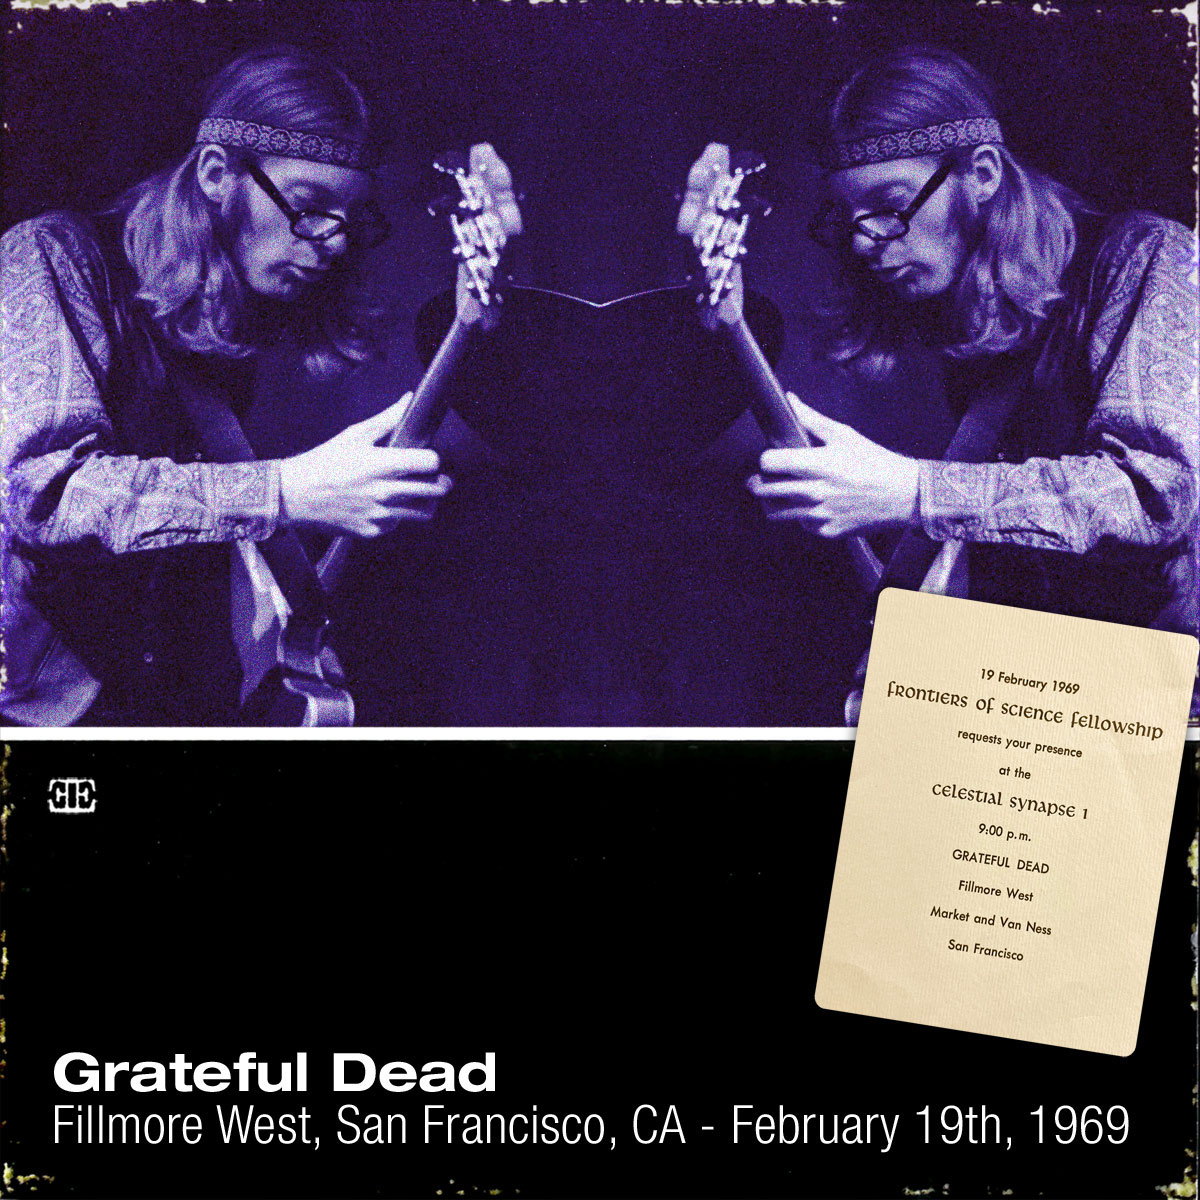 19 February 1969
frontiers of science fellowship
requests your presence
at the
celestial synapse 1
9:00 p.m.
GRATEFUL DEAD
Fillmore West
Market and Van Ness
San Francisco
Grateful Dead
Fillmore West, San Francisco, CA - February 19th, 1969